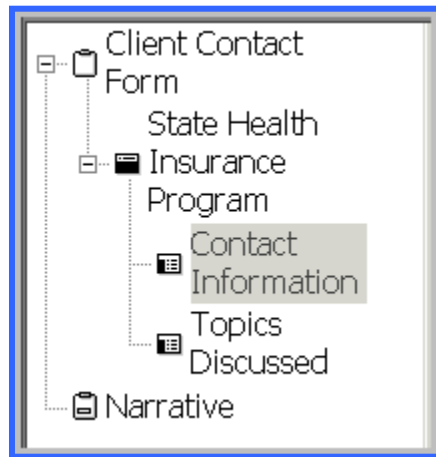 Client Contact
Form
State Health
Insurance
Program
Contact
Information
Topics
Discussed
Narrative